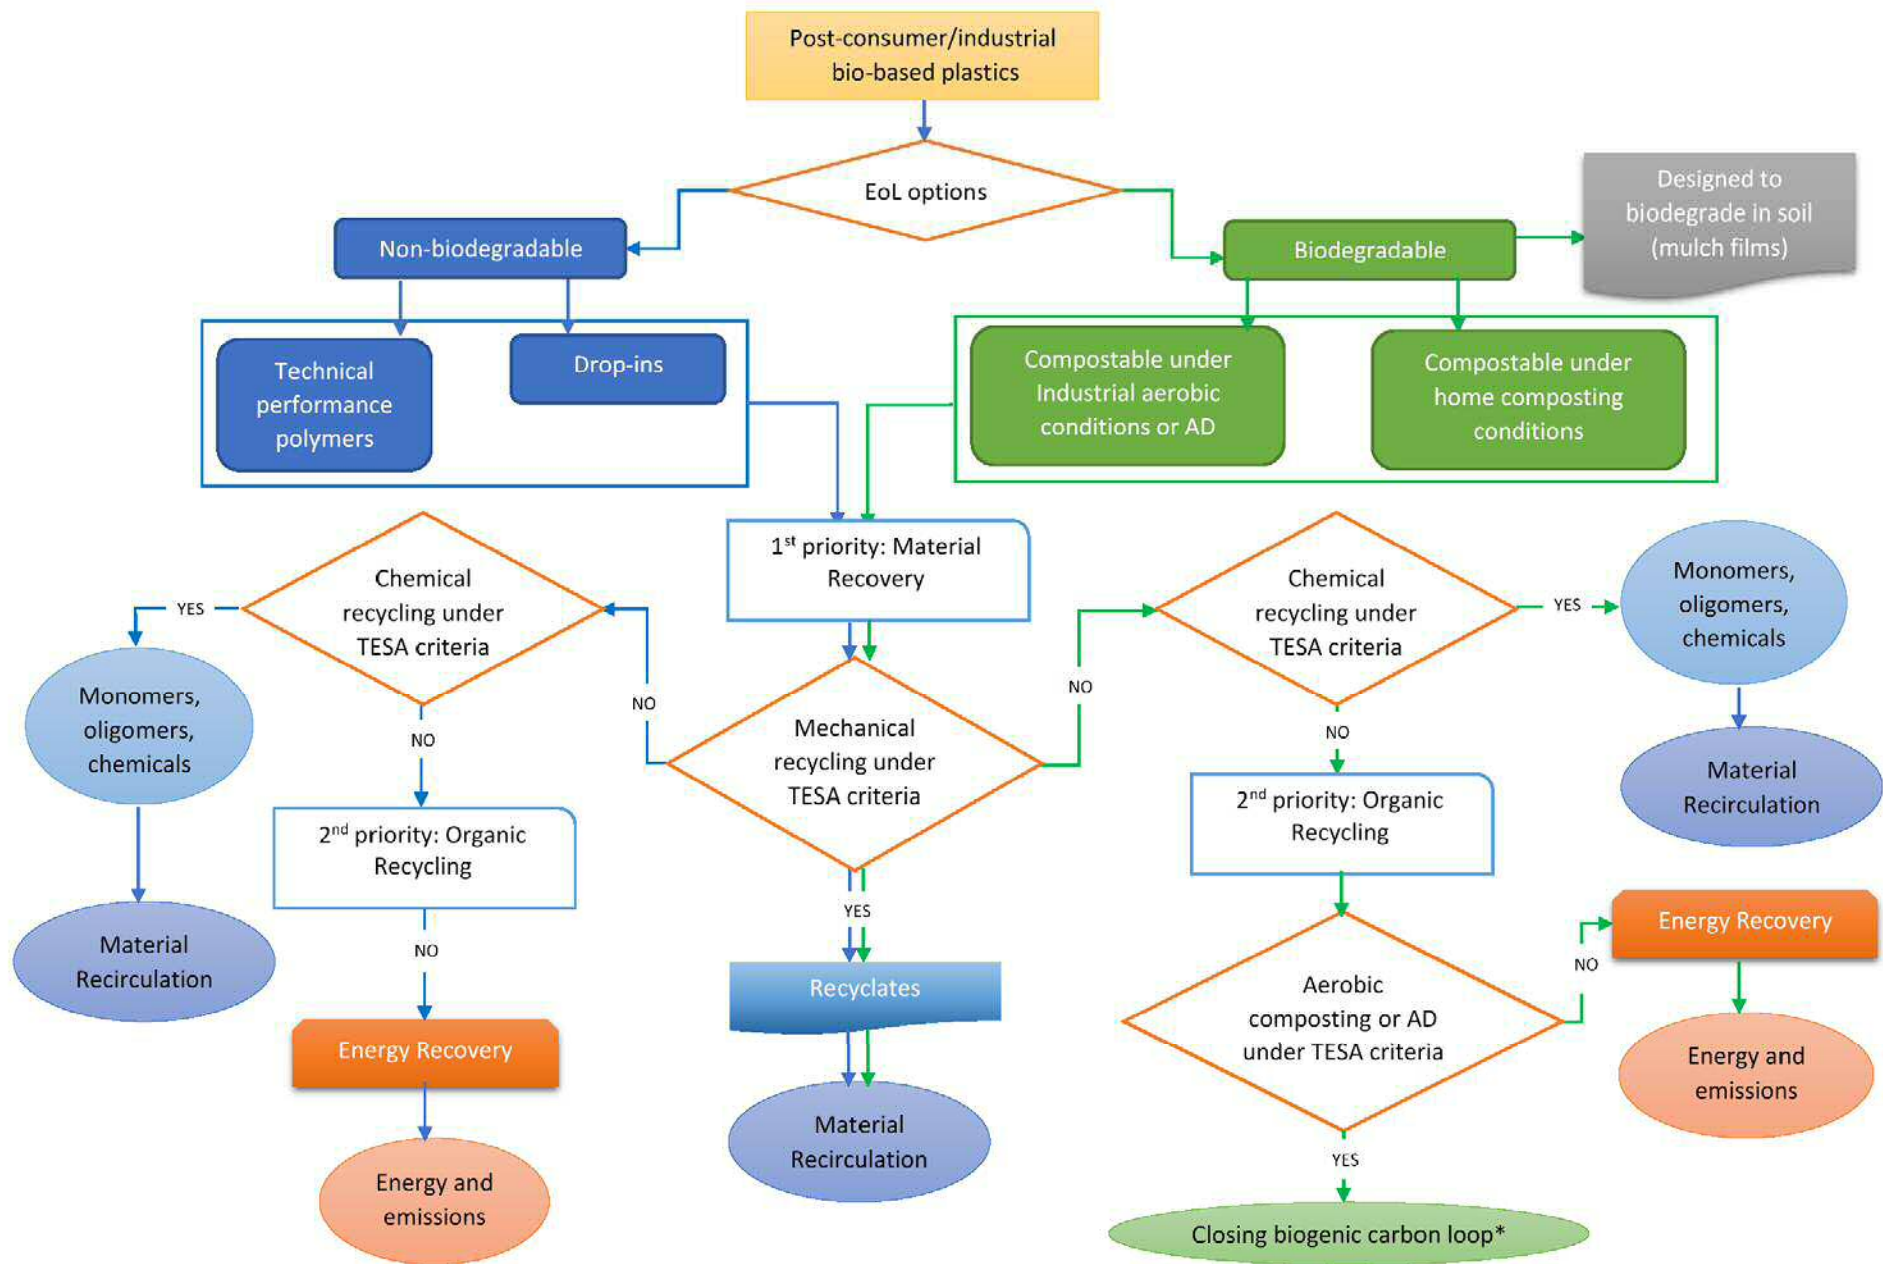 Post-consumer/industrial
bio-based plastics
EoL options
Designed to
biodegrade in soil
(mulch films)
Non-biodegradable
Biodegradable
Technical
performance
polymers
Drop-ins
Compostable under
Industrial aerobic
conditions or AD
Compostable under
home composting
conditions
1st priority: Material
Recovery
Chemical
recycling under
TESA criteria
YES
NO
Monomers,
oligomers,
chemicals
Material
Recirculation
NO
2nd priority: Organic
Recycling
NO
Energy Recovery
Energy and
emissions
Mechanical
recycling under
TESA criteria
YES
Recyclates
Material
Recirculation
NO
Chemical
recycling under
TESA criteria
YES
Monomers,
oligomers,
chemicals
Material
Recirculation
NO
2nd priority: Organic
Recycling
Aerobic
composting or AD
under TESA criteria
NO
Energy Recovery
Energy and
emissions
YES
Closing biogenic carbon loop*